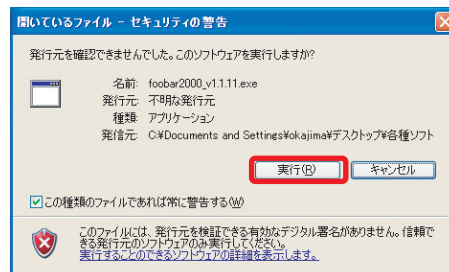 開いているファイル - セキュリティの警告
発行元を確認できませんでした。このソフトウェアを実行しますか?
名前: foobar2000_v1.1.11.exe
発行元: 不明な発行元
種類: アプリケーション
発信元: C:¥Documents and Settings¥okajima¥デスクトップ¥各種ソフト
実行(R) キャンセル
この種類のファイルであれば常に警告する(W)
このファイルには、発行元を検証できる有効なデジタル署名がありません。信頼で
きる発行元のソフトウェアのみ実行してください。
実行することのできるソフトウェアの詳細を表示します。